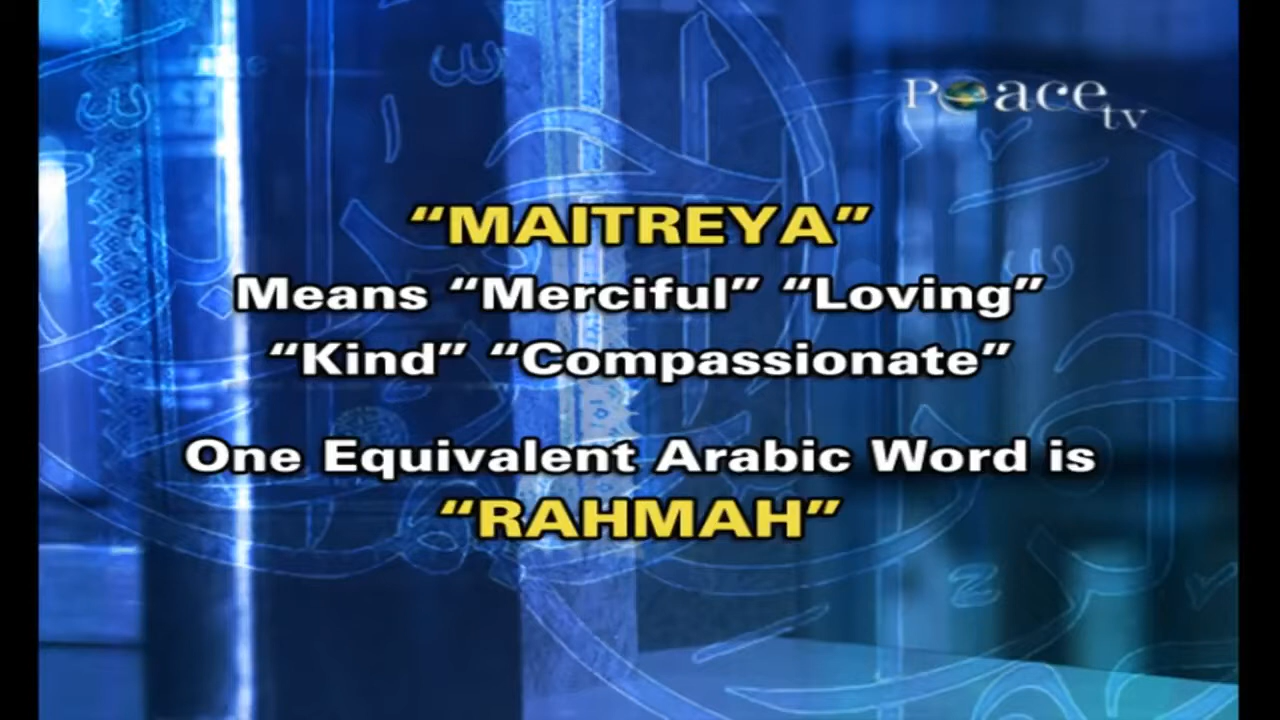 Peace tv
“MAITREYA”
Means “Merciful” “Loving”
“Kind” “Compassionate”
One Equivalent Arabic Word is
“RAHMAH”